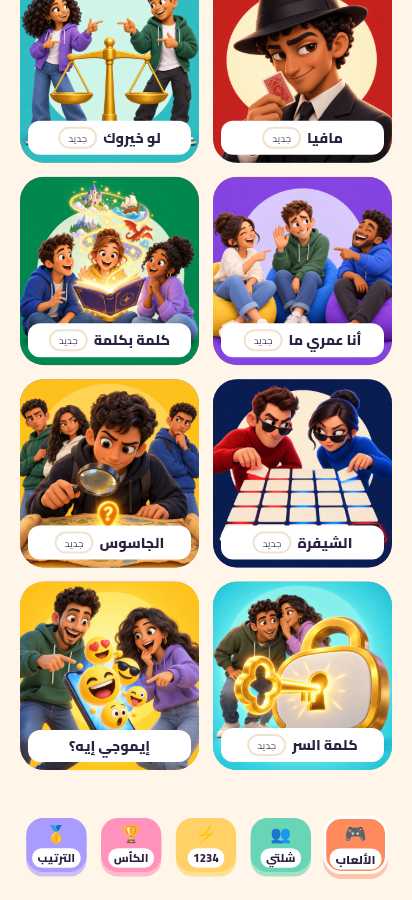 مافيا جديد
لو خيروك جديد
أنا عمري ما جديد
كلمة بكلمة جديد
الشيفرة جديد
الجاسوس جديد
?
كلمة السر جديد
إيموجي إيه؟
الألعاب
شلتي
1234
الكأس
الترتيب